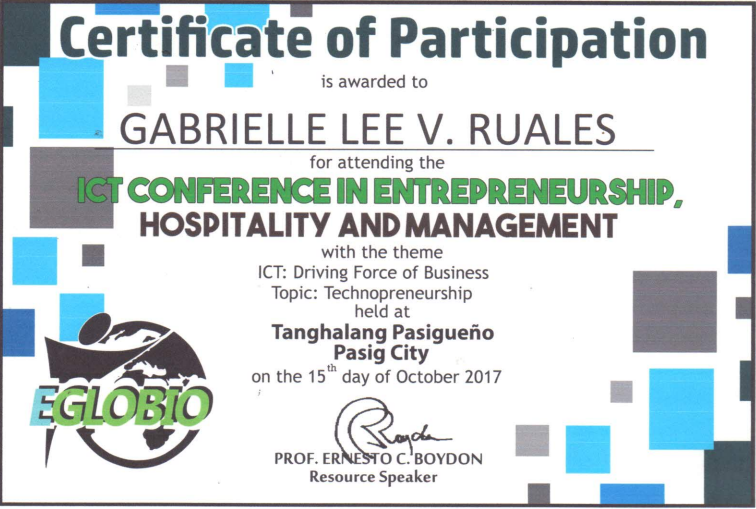 Certificate of Participation
is awarded to
GABRIELLE LEE V. RUALES
for attending the
ICT CONFERENCE IN ENTREPRENEURSHIP,
HOSPITALITY AND MANAGEMENT
with the theme
ICT: Driving Force of Business
Topic: Technopreneurship
held at
Tanghalang Pasigueño
Pasig City
on the 15th day of October 2017
EGLOBIO
Roydon
PROF. ERNESTO C. BOYDON
Resource Speaker